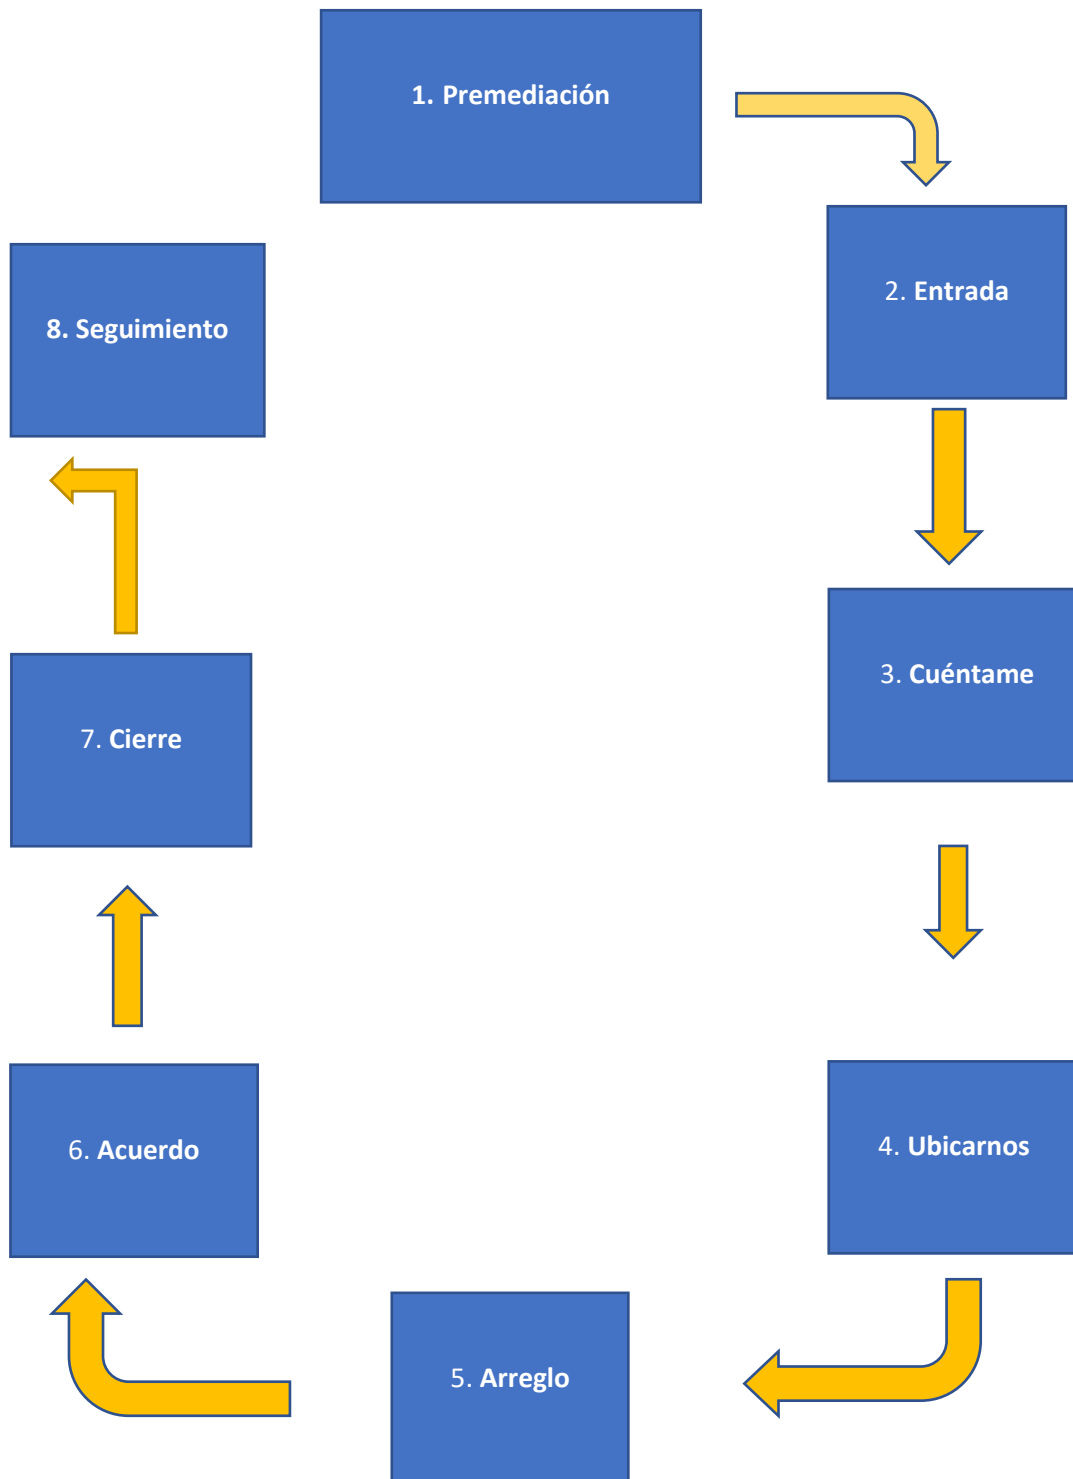 1. Premediación
2. Entrada
3. Cuéntame
4. Ubicarnos
5. Arreglo
6. Acuerdo
7. Cierre
8. Seguimiento